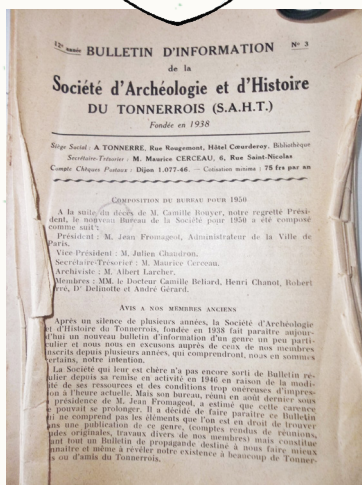 12e année BULLETIN D'INFORMATION N° 3
de la
Société d'Archéologie et d'Histoire
DU TONNERROIS (S.A.H.T.)
Fondée en 1938
Siège Social : A TONNERRE, Rue Rougemont, Hôtel Cœurderoy, Bibliothèque
Secrétaire-Trésorier : M. Maurice CERCEAU, 6, Rue Saint-Nicolas
Compte Chèques Postaux : Dijon 1.077-46. — Cotisation minima : 75 frs par an
COMPOSITION DU BUREAU POUR 1950
A la suite du décès de M. Camille Rouyer, notre regretté Prési-
dent, le nouveau Bureau de la Société pour 1950 a été composé
comme suit :
Président : M. Jean Fromageot, Administrateur de la Ville de
Paris.
Vice Président : M. Julien Chaudron.
Secrétaire-Trésorier : M. Maurice Cerceau.
Archiviste : M. Albert Larcher.
Membres : MM. le Docteur Camille Béliard, Henri Chanot, Robert
rré, Dr Delinotte et André Gérard.
AVIS A NOS MEMBRES ANCIENS
Après un silence de plusieurs années, la Société d'Archéologie
et d'Histoire du Tonnerrois, fondée en 1938 fait paraître aujour-
d'hui un nouveau bulletin d'information d'un genre un peu parti-
culier et nous nous en excusons auprès de ceux de nos membres
inscrits depuis plusieurs années, qui comprendront, nous en sommes
certains, notre intention.
La Société qui leur est chère n'a pas encore sorti de Bulletin ré-
gulier depuis sa remise en activité en 1946 en raison de la modi-
té de ses ressources et des conditions trop onéreuses d'impres-
on à l'heure actuelle. Mais son bureau, réuni en août dernier sous
présidence de M. Jean Fromageot, a estimé que cette carence
e pouvait se prolonger. Il a décidé de faire paraître ce Bulletin
ui ne comprend pas les éléments que l'on est en droit de trouver
ns une publication de ce genre, (comptes rendus de réunions,
udes originales, travaux divers de nos membres) mais constitue
ant tout un Bulletin de propagande destiné à nous faire mieux
nnaître et même à révéler notre existence à beaucoup de Tonner-
is ou d'amis du Tonnerrois.